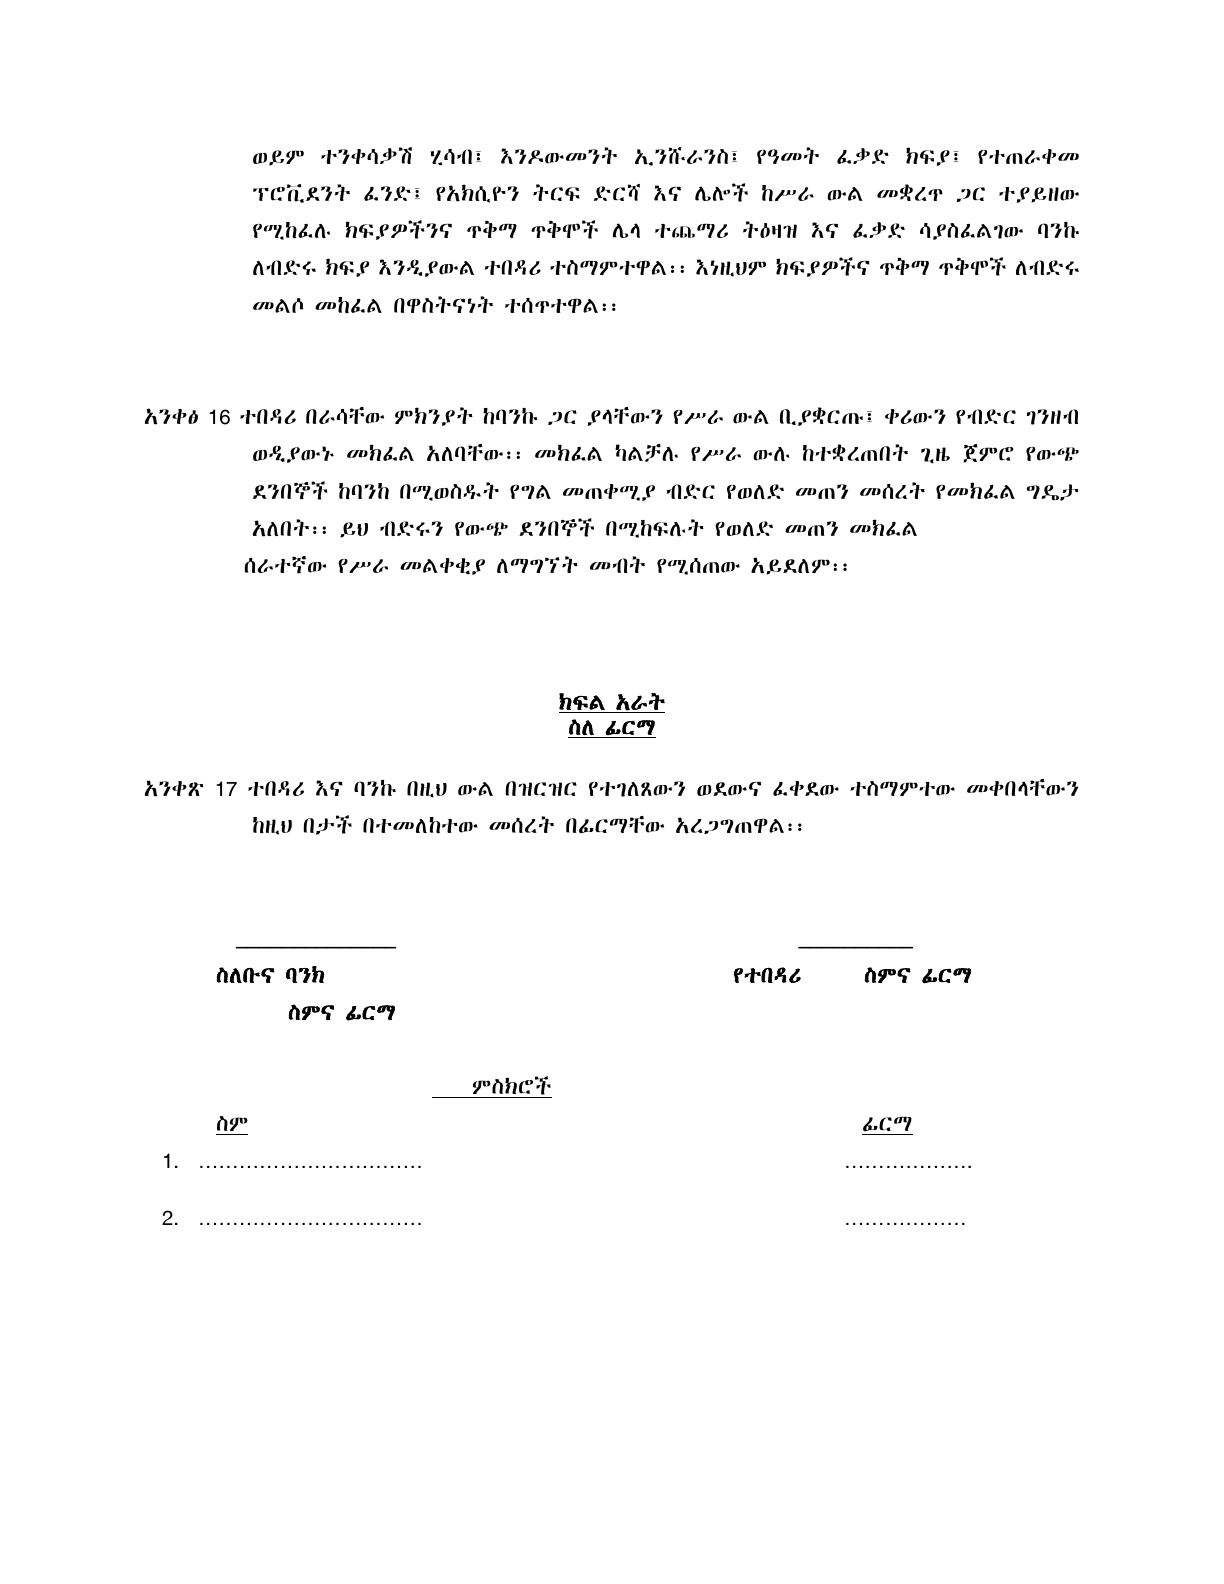 ወይም ተንቀሳቃሽ ሂሳብ፤ እንዶውመንት ኢንሹራንስ፤ የዓመት ፈቃድ ክፍያ፤ የተጠራቀመ
ፕሮቪደንት ፈንድ፤ የአክሲዮን ትርፍ ድርሻ እና ሌሎች ከሥራ ውል መቋረጥ ጋር ተያይዘው
የሚከፈሉ ክፍያዎችንና ጥቅማ ጥቅሞች ሌላ ተጨማሪ ትዕዛዝ እና ፈቃድ ሳያስፈልገው ባንኩ
ለብድሩ ክፍያ እንዲያውል ተበዳሪ ተስማምተዋል፡፡ እነዚህም ክፍያዎችና ጥቅማ ጥቅሞች ለብድሩ
መልሶ መከፈል በዋስትናነት ተሰጥተዋል፡፡
አንቀፅ 16 ተበዳሪ በራሳቸው ምክንያት ከባንኩ ጋር ያላቸውን የሥራ ውል ቢያቋርጡ፤ ቀሪውን የብድር ገንዘብ
ወዲያውኑ መክፈል አለባቸው፡፡ መክፈል ካልቻሉ የሥራ ውሉ ከተቋረጠበት ጊዜ ጀምሮ የውጭ
ደንበኞች ከባንከ በሚወስዱት የግል መጠቀሚያ ብድር የወለድ መጠን መሰረት የመክፈል ግዴታ
አለበት፡፡ ይህ ብድሩን የውጭ ደንበኞች በሚከፍሉት የወለድ መጠን መክፈል
ሰራተኛው የሥራ መልቀቂያ ለማግኘት መብት የሚሰጠው አይደለም፡፡
ክፍል አራት
ስለ ፊርማ
አንቀጽ 17 ተበዳሪ እና ባንኩ በዚህ ውል በዝርዝር የተገለጸውን ወደውና ፈቀደው ተስማምተው መቀበላቸውን
ከዚህ በታች በተመለከተው መሰረት በፊርማቸው አረጋግጠዋል፡፡
______________ __________
ስለቡና ባንክ የተበዳሪ ስምና ፊርማ
ስምና ፊርማ
ምስክሮች
ስም ፊርማ
1. …………………………… ……………….
2. …………………………… ………………